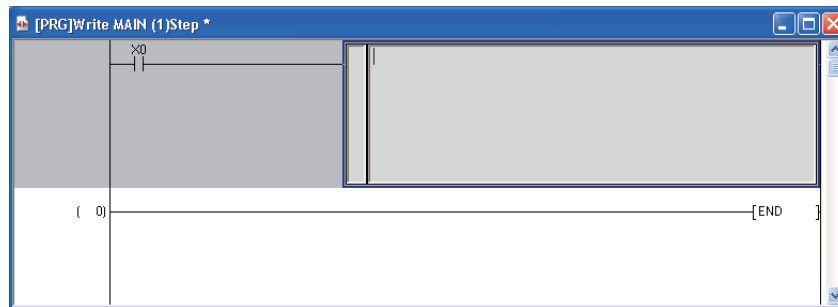 [PRG]Write MAIN (1)Step *
X0
( 0) [END ]